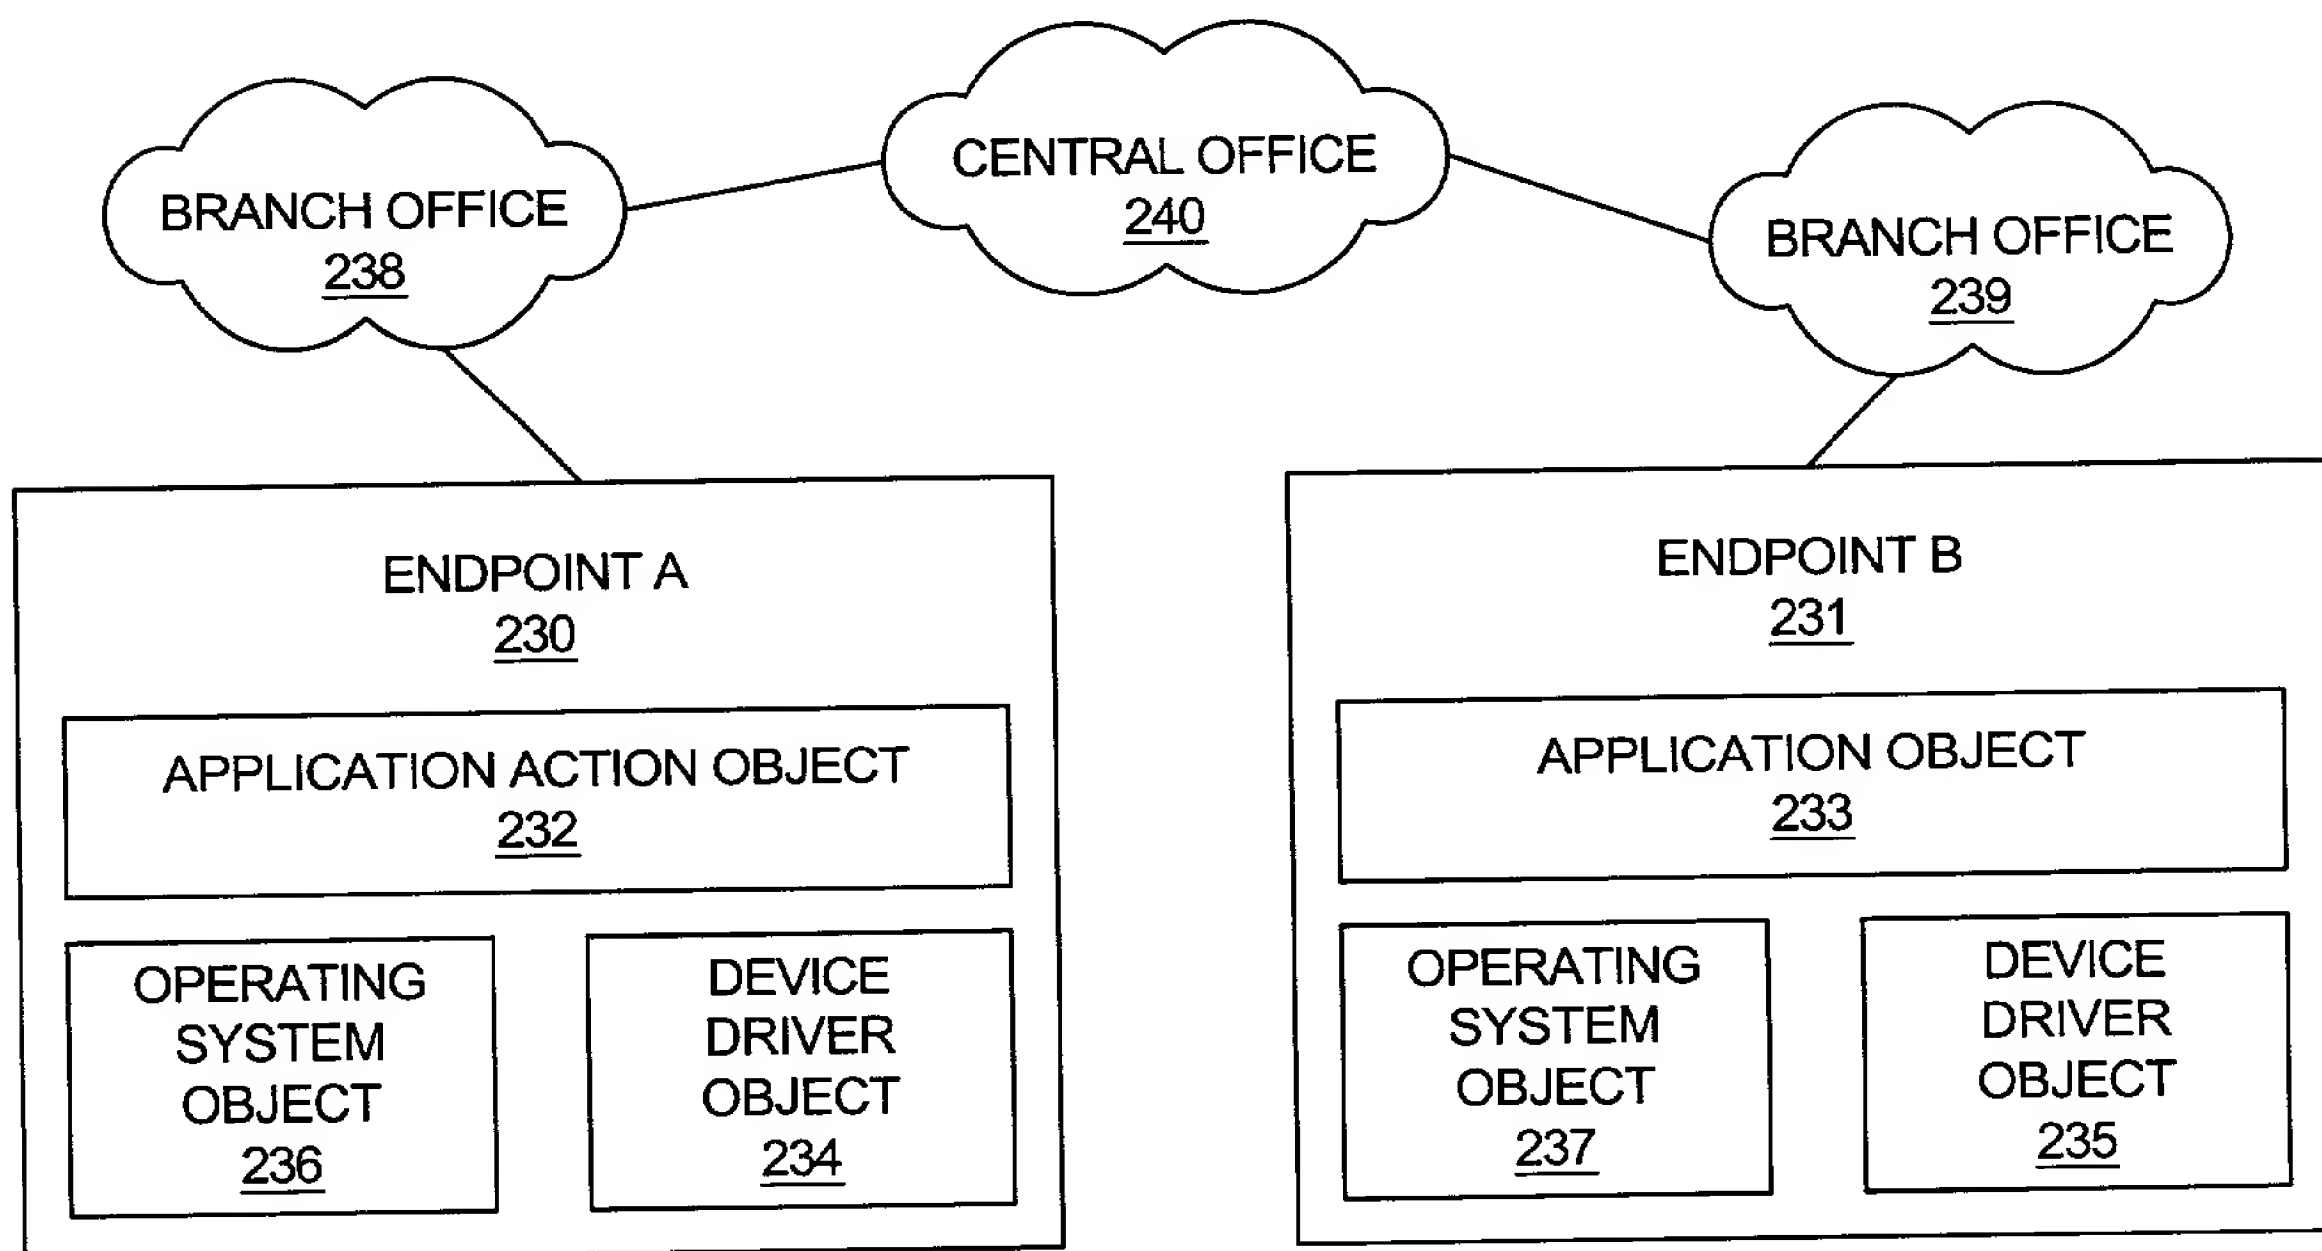 CENTRAL OFFICE
240
BRANCH OFFICE
238
BRANCH OFFICE
239
ENDPOINT A
230
APPLICATION ACTION OBJECT
232
OPERATING
SYSTEM
OBJECT
236
DEVICE
DRIVER
OBJECT
234
ENDPOINT B
231
APPLICATION OBJECT
233
OPERATING
SYSTEM
OBJECT
237
DEVICE
DRIVER
OBJECT
235